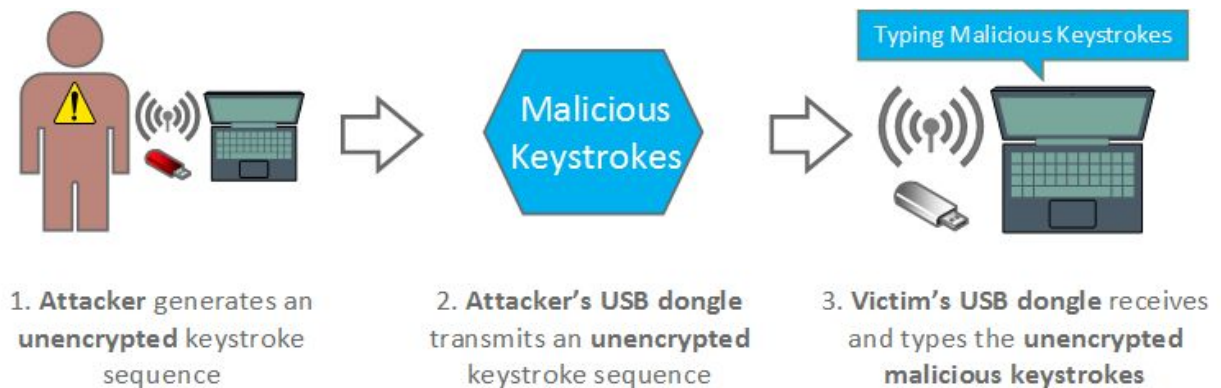 Typing Malicious Keystrokes
Malicious
Keystrokes
1. Attacker generates an
unencrypted keystroke
sequence
2. Attacker's USB dongle
transmits an unencrypted
keystroke sequence
3. Victim's USB dongle receives
and types the unencrypted
malicious keystrokes